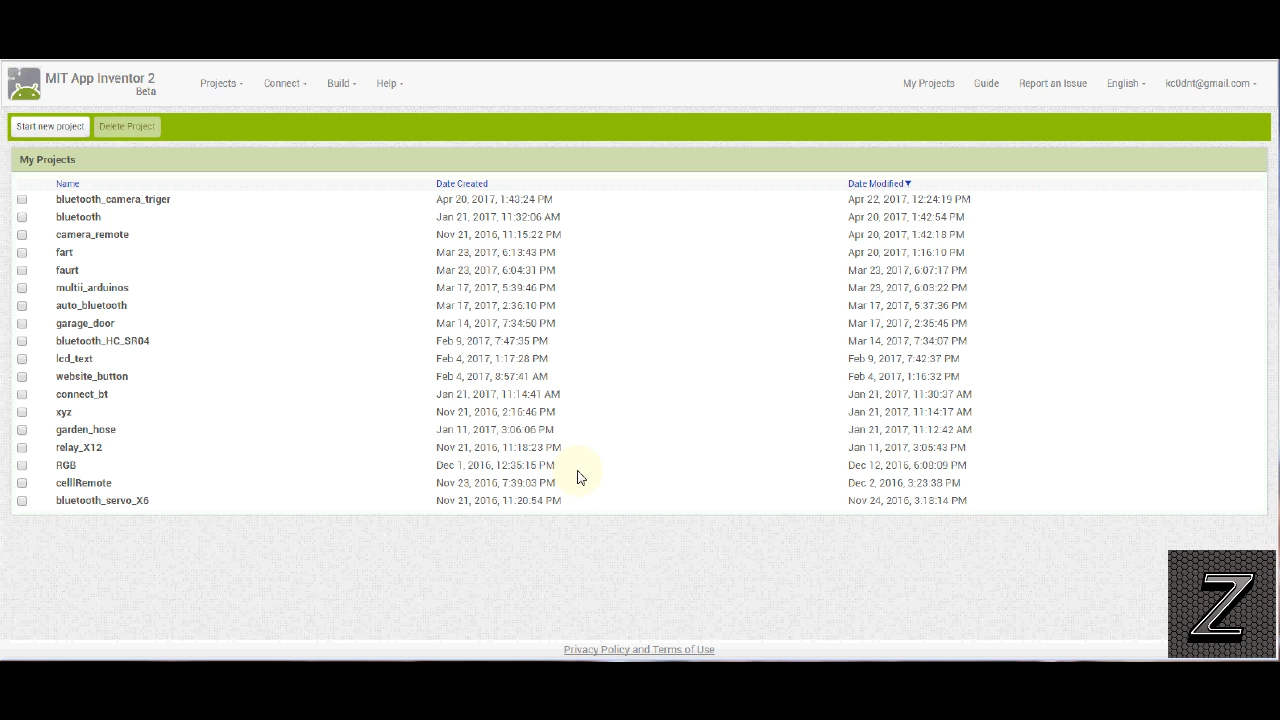 MIT App Inventor 2
Beta
Projects Connect Build Help
My Projects Guide Report an Issue English kc0dnt@gmail.com
Start new project Delete Project
My Projects
Name Date Created Date Modified▼
bluetooth_camera_triger Apr 20, 2017, 1:43:24 PM Apr 22, 2017, 12:24:19 PM
bluetooth Jan 21, 2017, 11:32:06 AM Apr 20, 2017, 1:42:54 PM
camera_remote Nov 21, 2016, 11:15:22 PM Apr 20, 2017, 1:42:18 PM
fart Mar 23, 2017, 6:13:43 PM Apr 20, 2017, 1:16:10 PM
faurt Mar 23, 2017, 6:04:31 PM Mar 23, 2017, 6:07:17 PM
multii_arduinos Mar 17, 2017, 5:39:46 PM Mar 23, 2017, 6:03:22 PM
auto_bluetooth Mar 17, 2017, 2:36:10 PM Mar 17, 2017, 5:37:36 PM
garage_door Mar 14, 2017, 7:34:50 PM Mar 17, 2017, 2:35:45 PM
bluetooth_HC_SR04 Feb 9, 2017, 7:47:35 PM Mar 14, 2017, 7:34:07 PM
lcd_text Feb 4, 2017, 1:17:28 PM Feb 9, 2017, 7:42:37 PM
website_button Feb 4, 2017, 8:57:41 AM Feb 4, 2017, 1:16:32 PM
connect_bt Jan 21, 2017, 11:14:41 AM Jan 21, 2017, 11:30:37 AM
xyz Nov 21, 2016, 2:16:46 PM Jan 21, 2017, 11:14:17 AM
garden_hose Jan 11, 2017, 3:06:06 PM Jan 21, 2017, 11:12:42 AM
relay_X12 Nov 21, 2016, 11:18:23 PM Jan 11, 2017, 3:05:43 PM
RGB Dec 1, 2016, 12:35:15 PM Dec 12, 2016, 6:08:09 PM
celllRemote Nov 23, 2016, 7:39:03 PM Dec 2, 2016, 3:23:38 PM
bluetooth_servo_X6 Nov 21, 2016, 11:20:54 PM Nov 24, 2016, 3:18:14 PM
Z
Privacy Policy and Terms of Use